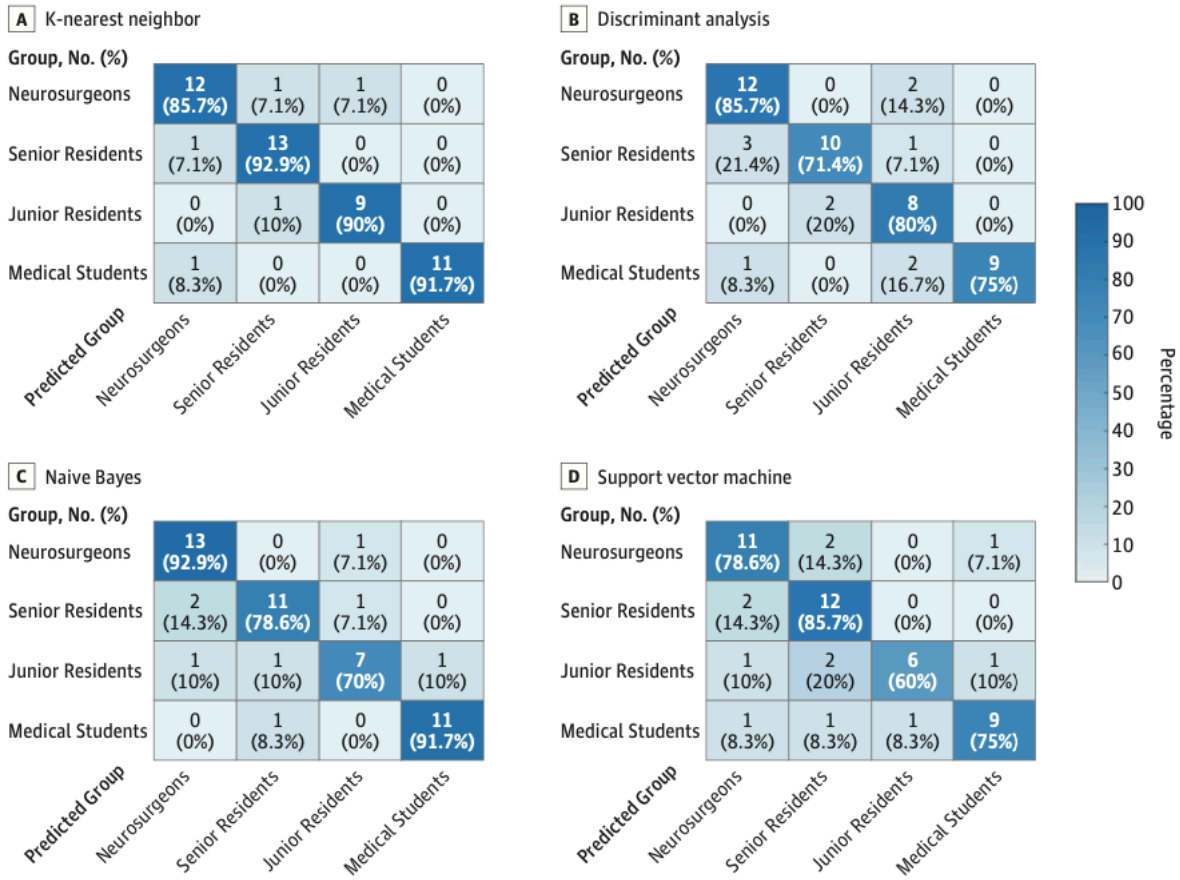 A K-nearest neighbor
Group, No. (%)
Neurosurgeons 12 (85.7%) 1 (7.1%) 1 (7.1%) 0 (0%)
Senior Residents 1 (7.1%) 13 (92.9%) 0 (0%) 0 (0%)
Junior Residents 0 (0%) 1 (10%) 9 (90%) 0 (0%)
Medical Students 1 (8.3%) 0 (0%) 0 (0%) 11 (91.7%)
Predicted Group Neurosurgeons Senior Residents Junior Residents Medical Students
B Discriminant analysis
Group, No. (%)
Neurosurgeons 12 (85.7%) 0 (0%) 2 (14.3%) 0 (0%)
Senior Residents 3 (21.4%) 10 (71.4%) 1 (7.1%) 0 (0%)
Junior Residents 0 (0%) 2 (20%) 8 (80%) 0 (0%)
Medical Students 1 (8.3%) 0 (0%) 2 (16.7%) 9 (75%)
Predicted Group Neurosurgeons Senior Residents Junior Residents Medical Students
C Naive Bayes
Group, No. (%)
Neurosurgeons 13 (92.9%) 0 (0%) 1 (7.1%) 0 (0%)
Senior Residents 2 (14.3%) 11 (78.6%) 1 (7.1%) 0 (0%)
Junior Residents 1 (10%) 1 (10%) 7 (70%) 1 (10%)
Medical Students 0 (0%) 1 (8.3%) 0 (0%) 11 (91.7%)
Predicted Group Neurosurgeons Senior Residents Junior Residents Medical Students
D Support vector machine
Group, No. (%)
Neurosurgeons 11 (78.6%) 2 (14.3%) 0 (0%) 1 (7.1%)
Senior Residents 2 (14.3%) 12 (85.7%) 0 (0%) 0 (0%)
Junior Residents 1 (10%) 2 (20%) 6 (60%) 1 (10%)
Medical Students 1 (8.3%) 1 (8.3%) 1 (8.3%) 9 (75%)
Predicted Group Neurosurgeons Senior Residents Junior Residents Medical Students
100
90
80
70
60
50
40
30
20
10
0
Percentage